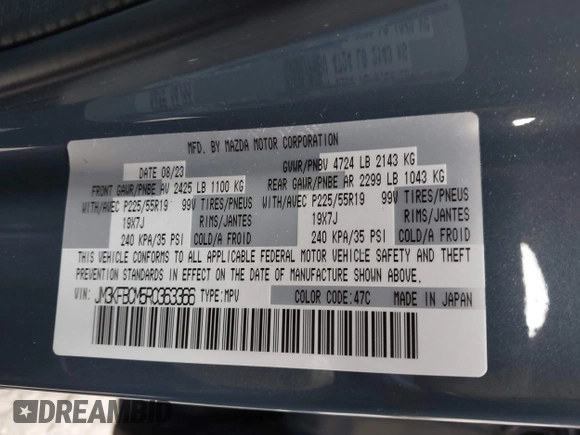 MFD. BY MAZDA MOTOR CORPORATION
DATE 08/23 GVWR/PNBV 4724 LB 2143 KG
FRONT GAWR/PNBE AV 2425 LB 1100 KG REAR GAWR/PNBE AR 2299 LB 1043 KG
WITH/AVEC P225/55R19 99V TIRES/PNEUS WITH/AVEC P225/55R19 99V TIRES/PNEUS
19X7J RIMS/JANTES 19X7J RIMS/JANTES
240 KPA/35 PSI COLD/A FROID 240 KPA/35 PSI COLD/A FROID
THIS VEHICLE CONFORMS TO ALL APPLICABLE FEDERAL MOTOR VEHICLE SAFETY AND THEFT
PREVENTION STANDARDS IN EFFECT ON THE DATE OF MANUFACTURE SHOWN ABOVE.
VIN: JM3KFBCM5R0363366 TYPE:MPV COLOR CODE:47C MADE IN JAPAN
DREAMBID